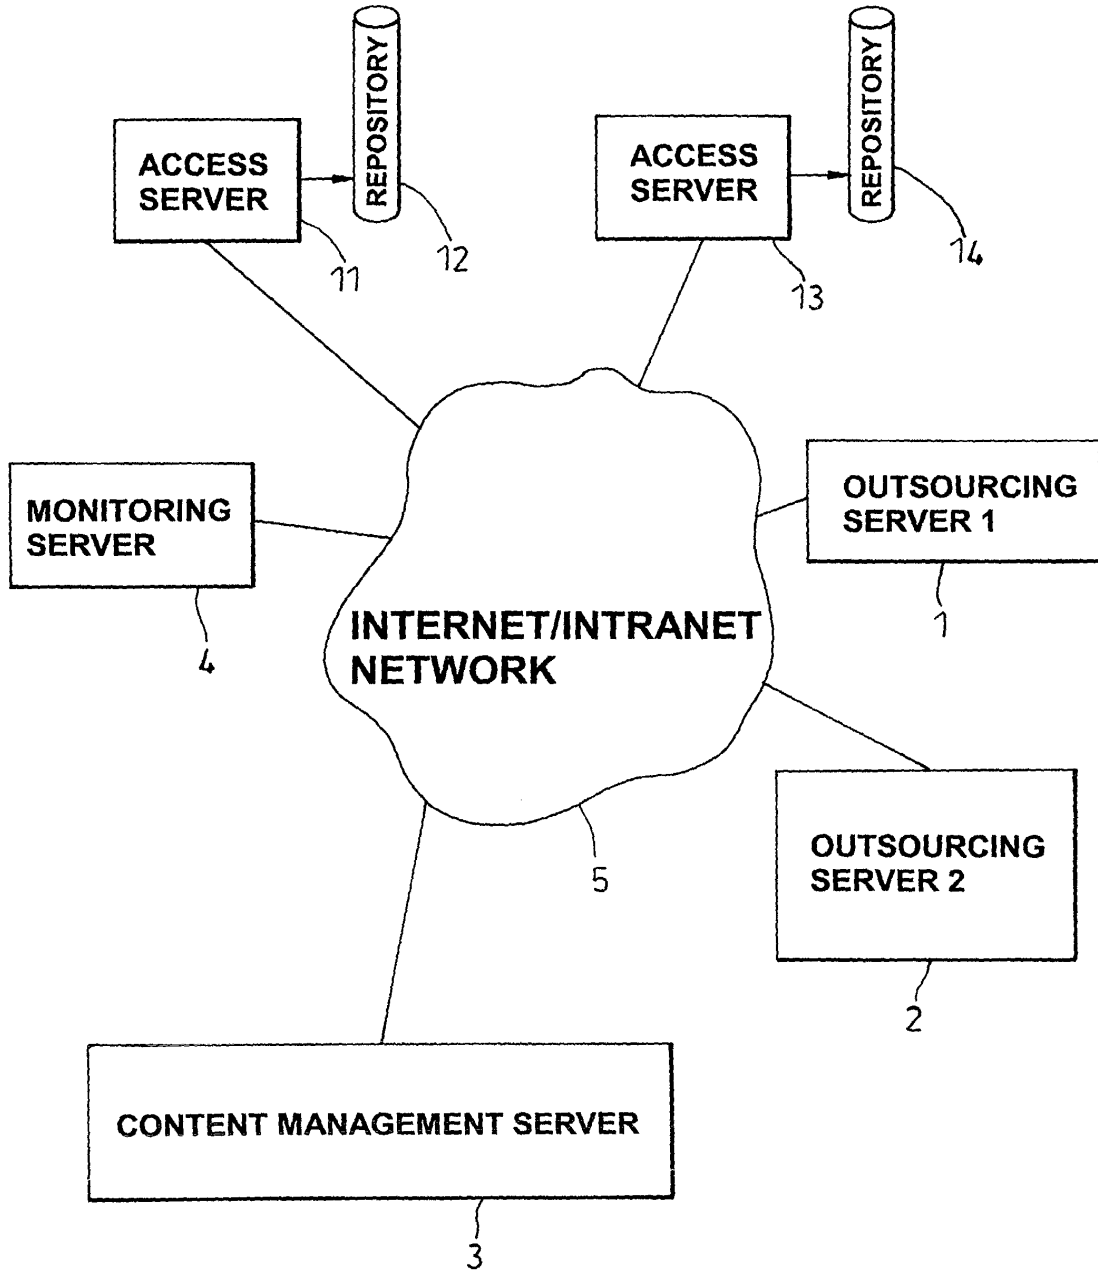 REPOSITORY
REPOSITORY
ACCESS
SERVER
ACCESS
SERVER
11
12
13
14
MONITORING
SERVER
OUTSOURCING
SERVER 1
4
1
INTERNET/INTRANET
NETWORK
5
OUTSOURCING
SERVER 2
2
CONTENT MANAGEMENT SERVER
3